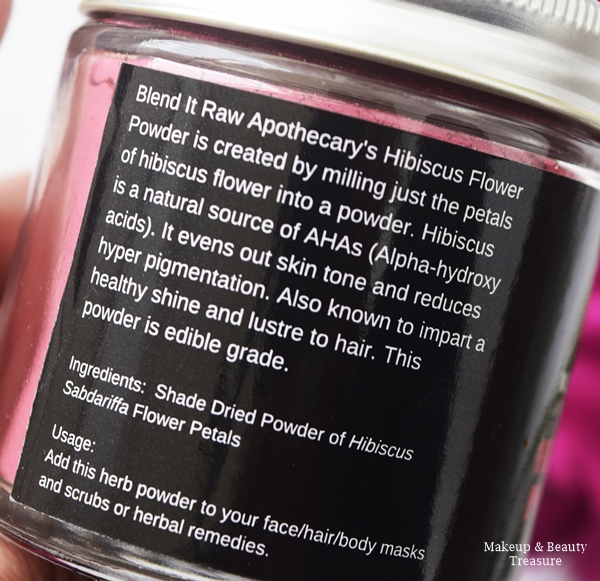 Blend It Raw Apothecary's Hibiscus Flower
Powder is created by milling just the petals
of hibiscus flower into a powder. Hibiscus
is a natural source of AHAs (Alpha-hydroxy
acids). It evens out skin tone and reduces
hyper pigmentation. Also known to impart a
healthy shine and lustre to hair. This
powder is edible grade.
Ingredients: Shade Dried Powder of Hibiscus
Sabdariffa Flower Petals
Usage:
Add this herb powder to your face/hair/body masks
and scrubs or herbal remedies.
Makeup & Beauty
Treasure